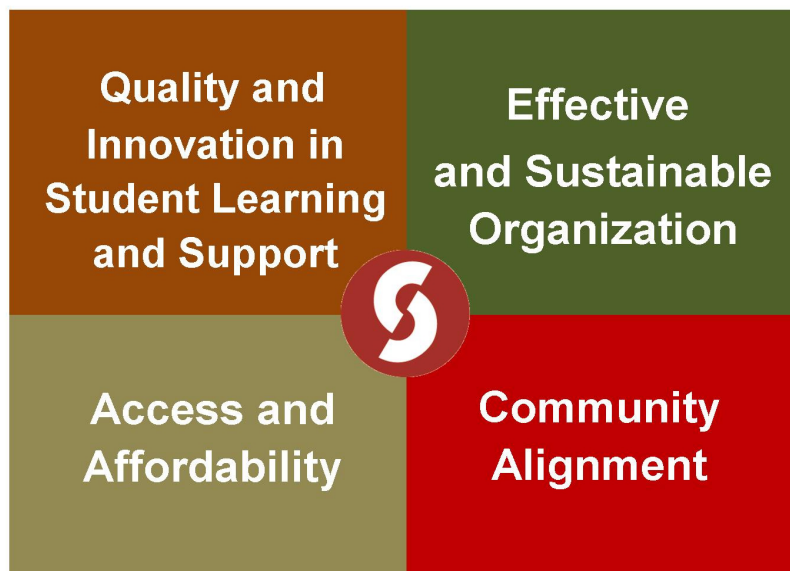 Quality and
Innovation in
Student Learning
and Support
Effective
and Sustainable
Organization
Access and
Affordability
Community
Alignment